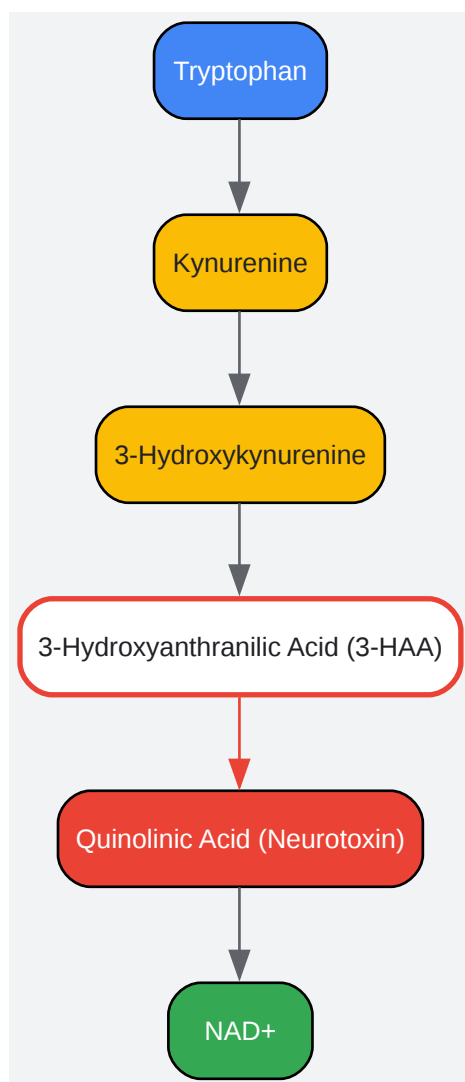 Tryptophan
Kynurenine
3-Hydroxykynurenine
3-Hydroxyanthranilic Acid (3-HAA)
Quinolinic Acid (Neurotoxin)
NAD+